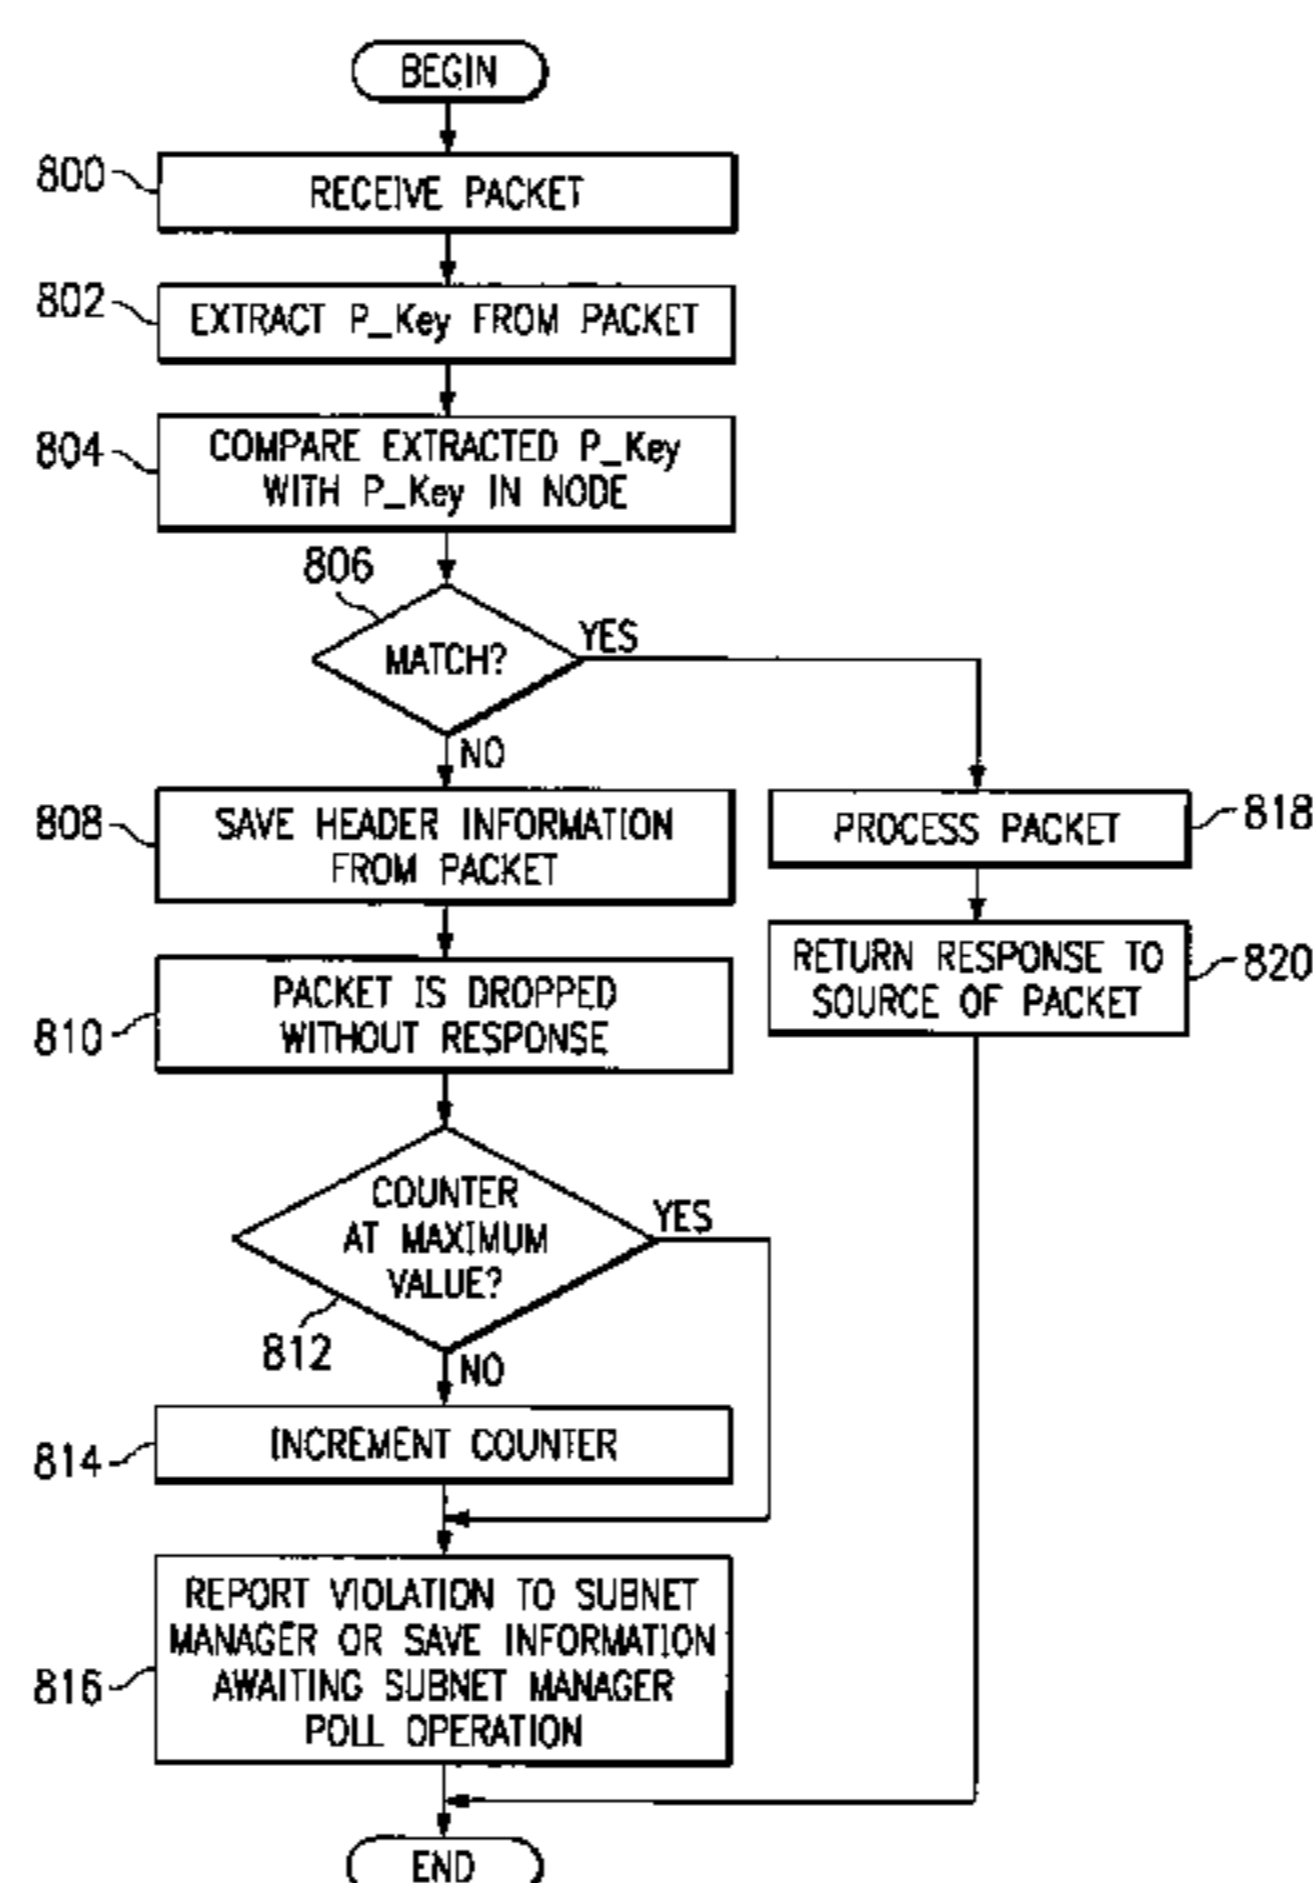 BEGIN
800
RECEIVE PACKET
802
EXTRACT P_Key FROM PACKET
804
COMPARE EXTRACTED P_Key
WITH P_Key IN NODE
806
MATCH?
YES
NO
808
SAVE HEADER INFORMATION
FROM PACKET
PROCESS PACKET
818
810
PACKET IS DROPPED
WITHOUT RESPONSE
RETURN RESPONSE TO
SOURCE OF PACKET
820
COUNTER
AT MAXIMUM
VALUE?
YES
812
NO
814
INCREMENT COUNTER
816
REPORT VIOLATION TO SUBNET
MANAGER OR SAVE INFORMATION
AWAITING SUBNET MANAGER
POLL OPERATION
END